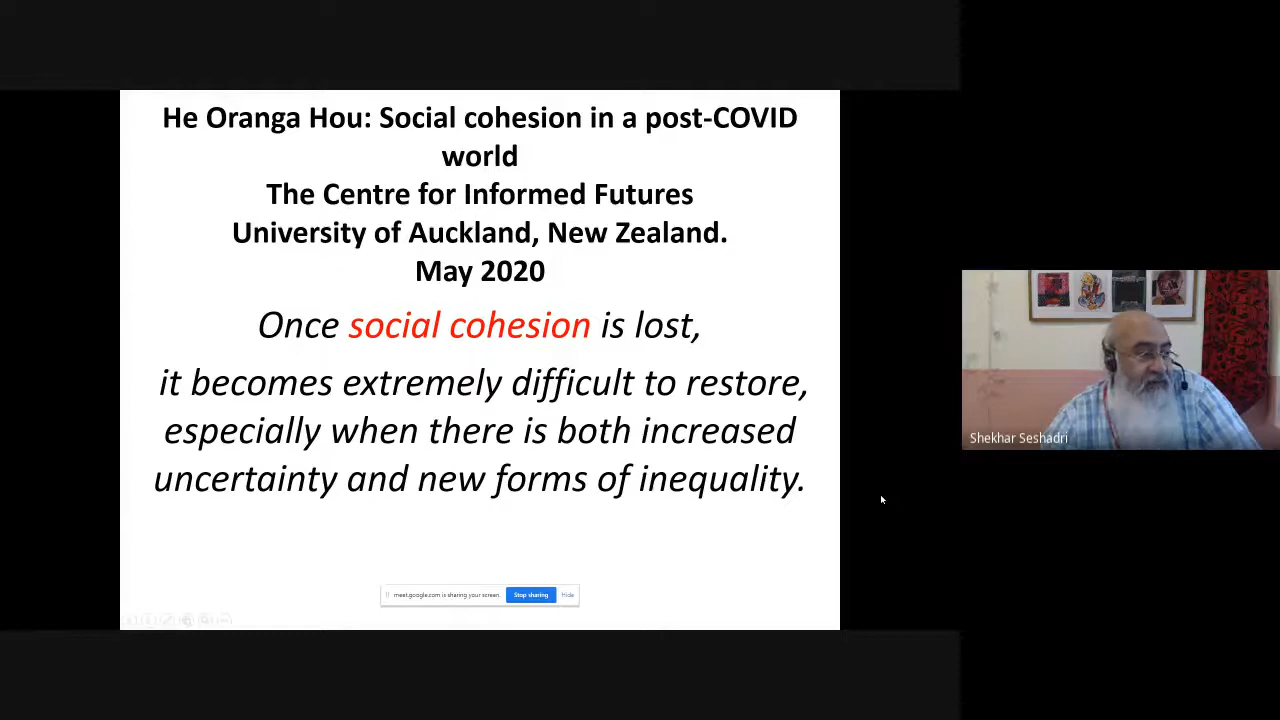 He Oranga Hou: Social cohesion in a post-COVID
world
The Centre for Informed Futures
University of Auckland, New Zealand.
May 2020
Once social cohesion is lost,
it becomes extremely difficult to restore,
especially when there is both increased
uncertainty and new forms of inequality.
Shekhar Seshadri
meet.google.com is sharing your screen. Stop sharing Hide